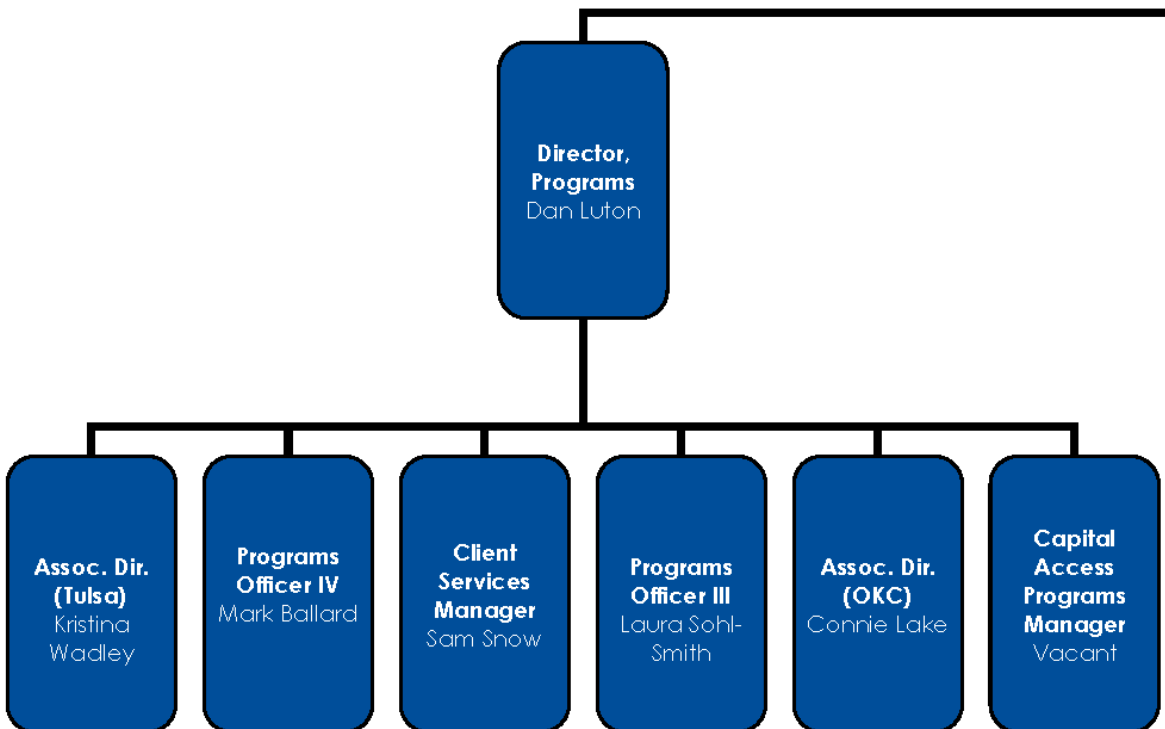 Director,
Programs
Dan Luton
Assoc. Dir.
(Tulsa)
Kristina
Wadley
Programs
Officer IV
Mark Ballard
Client
Services
Manager
Sam Snow
Programs
Officer III
Laura Sohl-
Smith
Assoc. Dir.
(OKC)
Connie Lake
Capital
Access
Programs
Manager
Vacant